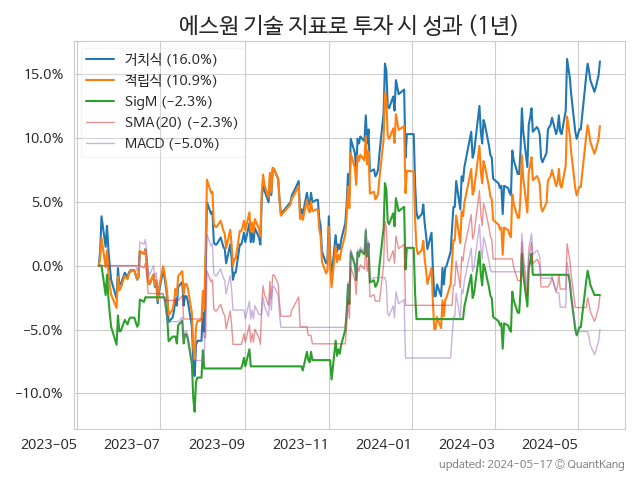 에스원 기술 지표로 투자 시 성과 (1년)
거치식 (16.0%)
적립식 (10.9%)
SigM (−2.3%)
SMA(20) (−2.3%)
MACD (−5.0%)
15.0%
10.0%
5.0%
0.0%
−5.0%
−10.0%
2023−05 2023−07 2023−09 2023−11 2024−01 2024−03 2024−05
updated: 2024−05−17 © QuantKang